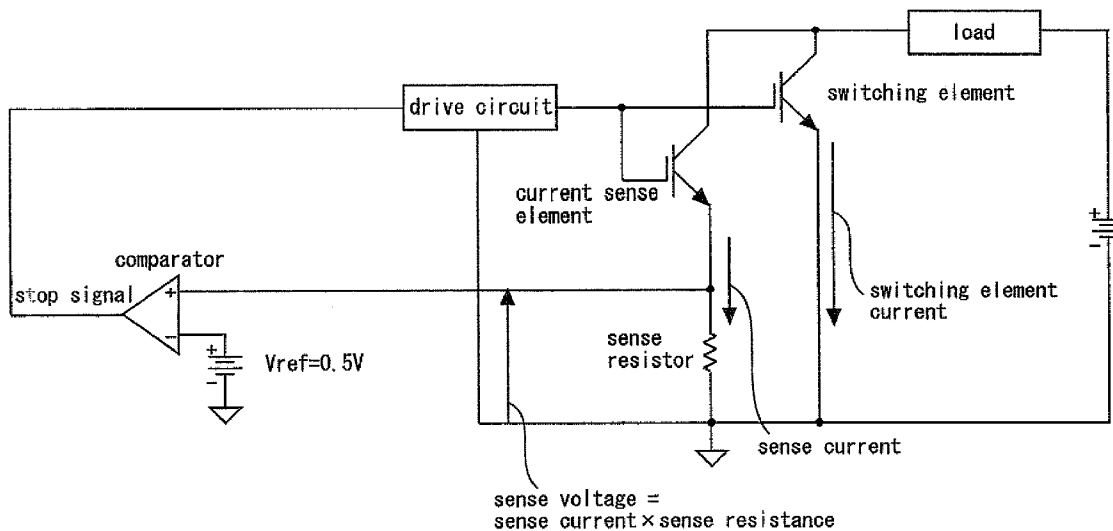 load
switching element
drive circuit
current sense
element
comparator
stop signal
+
−
+
−
Vref=0.5V
+
−
sense
resistor
switching element
current
sense current
sense voltage =
sense current×sense resistance